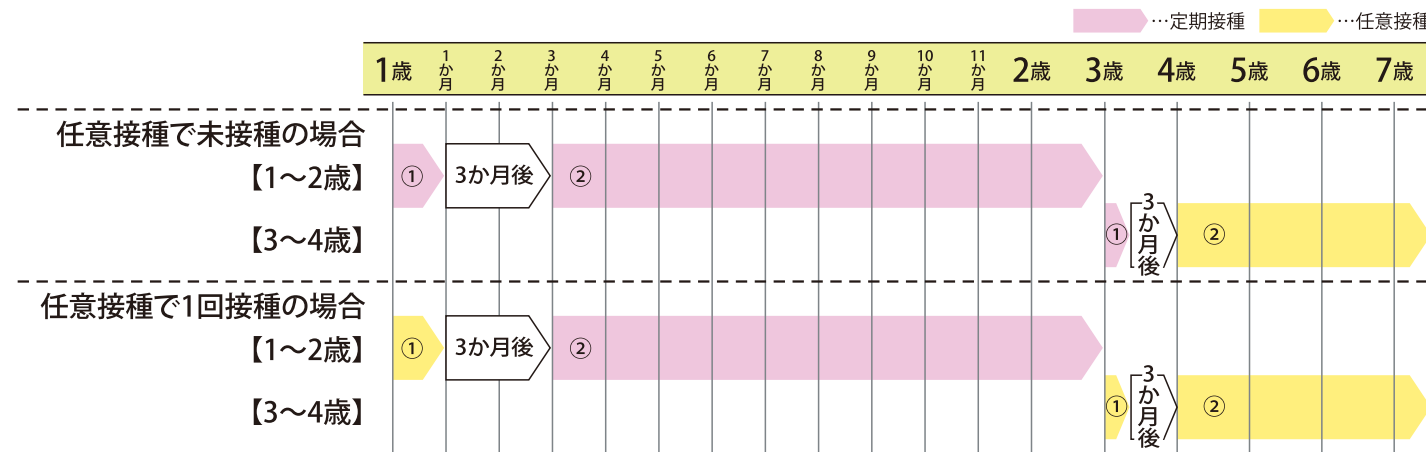 …定期接種 …任意接種
1歳 1か月 2か月 3か月 4か月 5か月 6か月 7か月 8か月 9か月 10か月 11か月 2歳 3歳 4歳 5歳 6歳 7歳
任意接種で未接種の場合
【1〜2歳】 ① 3か月後 ②
【3〜4歳】 ① 3か月後 ②
任意接種で1回接種の場合
【1〜2歳】 ① 3か月後 ②
【3〜4歳】 ① 3か月後 ②